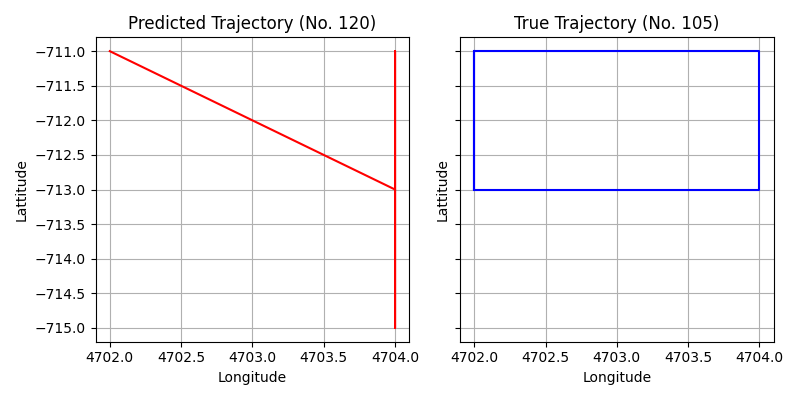 Predicted Trajectory (No. 120)
Lattitude
−711.0
−711.5
−712.0
−712.5
−713.0
−713.5
−714.0
−714.5
−715.0
4702.0 4702.5 4703.0 4703.5 4704.0
Longitude
True Trajectory (No. 105)
Lattitude
4702.0 4702.5 4703.0 4703.5 4704.0
Longitude